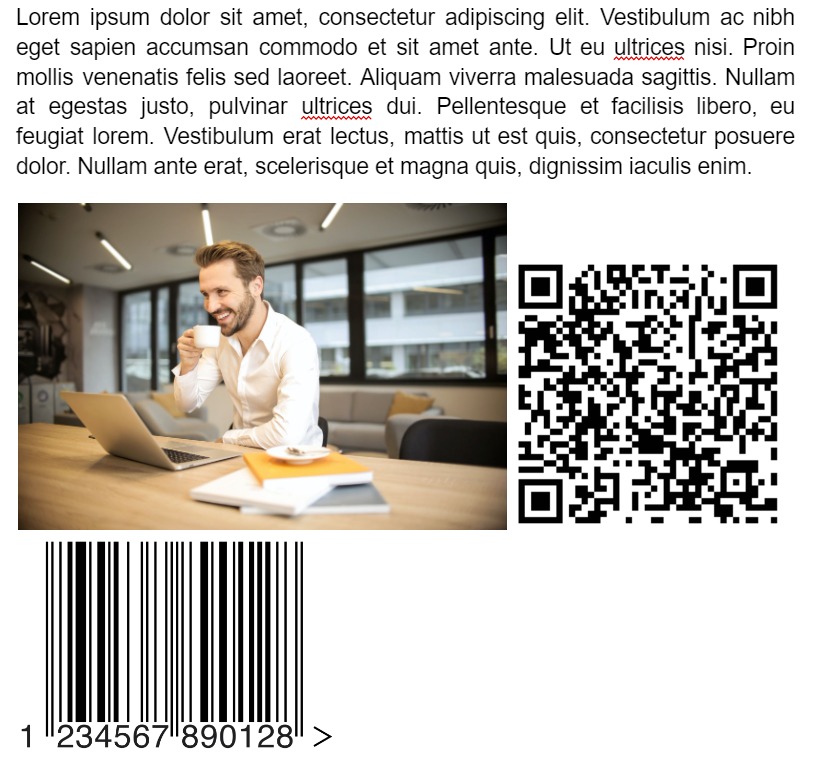 Lorem ipsum dolor sit amet, consectetur adipiscing elit. Vestibulum ac nibh
eget sapien accumsan commodo et sit amet ante. Ut eu ultrices nisi. Proin
mollis venenatis felis sed laoreet. Aliquam viverra malesuada sagittis. Nullam
at egestas justo, pulvinar ultrices dui. Pellentesque et facilisis libero, eu
feugiat lorem. Vestibulum erat lectus, mattis ut est quis, consectetur posuere
dolor. Nullam ante erat, scelerisque et magna quis, dignissim iaculis enim.
1 234567 890128 >